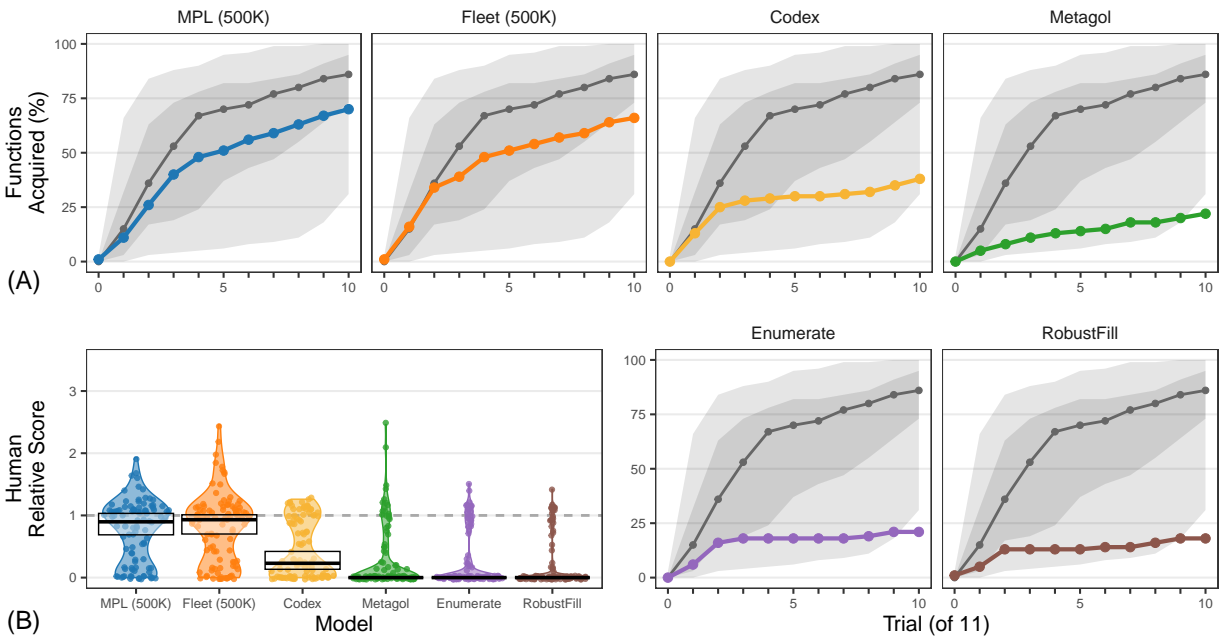 MPL (500K)
Fleet (500K)
Codex
Metagol
Functions
Acquired (%)
100
75
50
25
0
0
5
10
0
5
10
0
5
10
0
5
10
(A)
Enumerate
RobustFill
Human
Relative Score
3
2
1
0
100
75
50
25
0
MPL (500K)
Fleet (500K)
Codex
Metagol
Enumerate
RobustFill
0
5
10
0
5
10
(B)
Model
Trial (of 11)